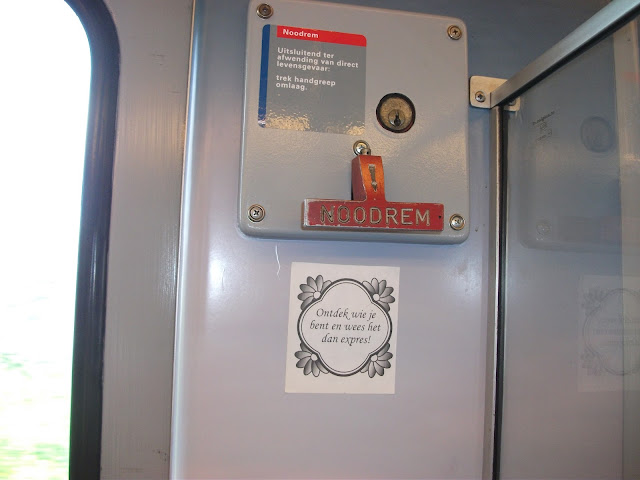 Noodrem
Uitsluitend ter
afwending van direct
levensgevaar:
trek handgreep
omlaag.
!
NOODREM
Ontdek wie je
bent en wees het
dan expres!